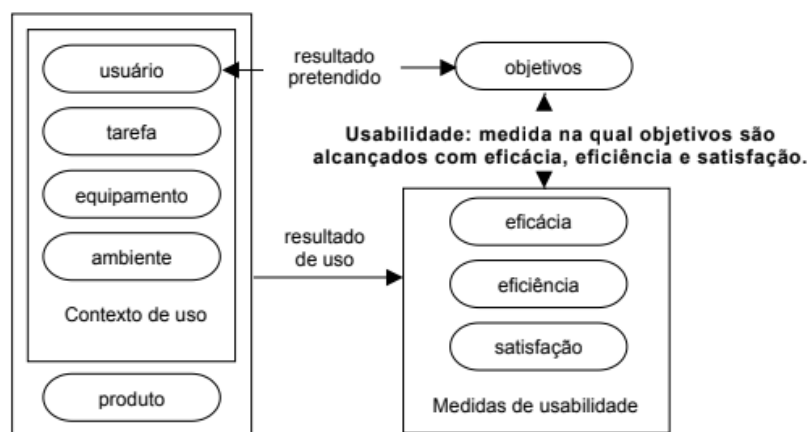 usuário
tarefa
equipamento
ambiente
Contexto de uso
produto
resultado
pretendido
objetivos
Usabilidade: medida na qual objetivos são
alcançados com eficácia, eficiência e satisfação.
resultado
de uso
eficácia
eficiência
satisfação
Medidas de usabilidade